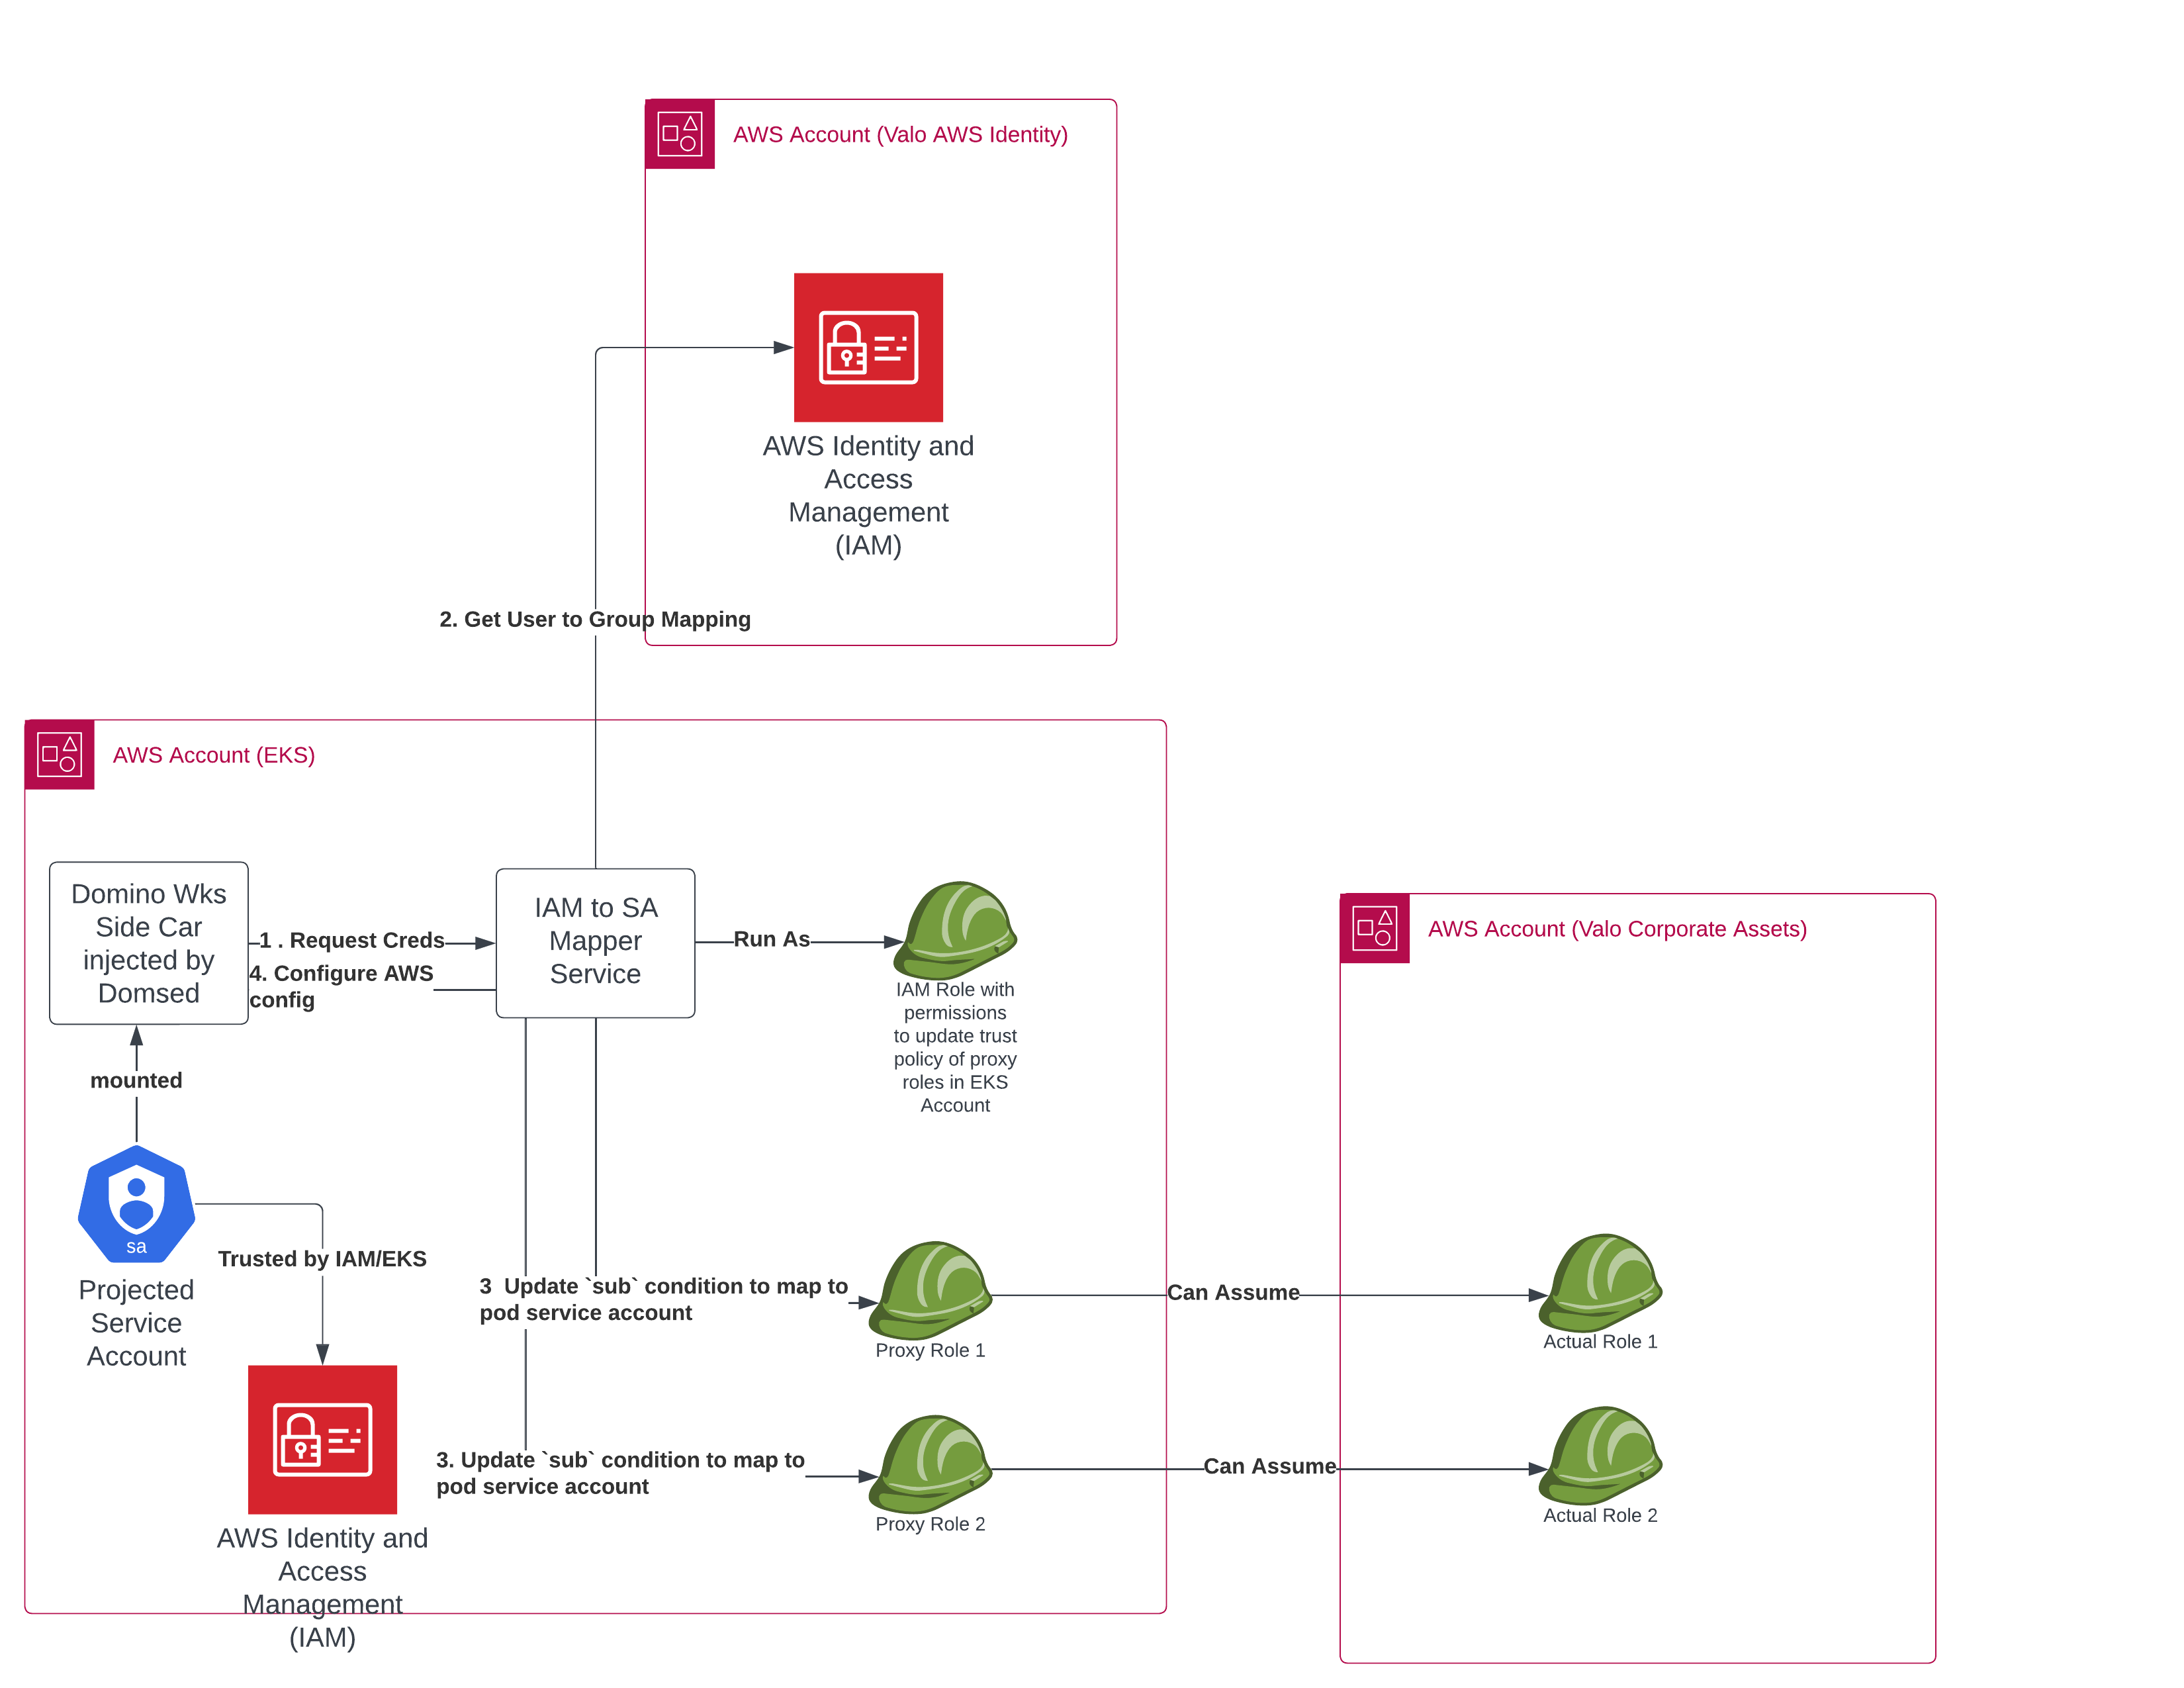 AWS Account (Valo AWS Identity)
AWS Identity and
Access
Management
(IAM)
2. Get User to Group Mapping
AWS Account (EKS)
Domino Wks
Side Car
injected by
Domsed
1 . Request Creds
4. Configure AWS
config
IAM to SA
Mapper
Service
Run As
IAM Role with
permissions
to update trust
policy of proxy
roles in EKS
Account
mounted
sa
Projected
Service
Account
Trusted by IAM/EKS
AWS Identity and
Access
Management
(IAM)
3  Update `sub` condition to map to
pod service account
Proxy Role 1
3. Update `sub` condition to map to
pod service account
Proxy Role 2
Can Assume
Can Assume
AWS Account (Valo Corporate Assets)
Actual Role 1
Actual Role 2